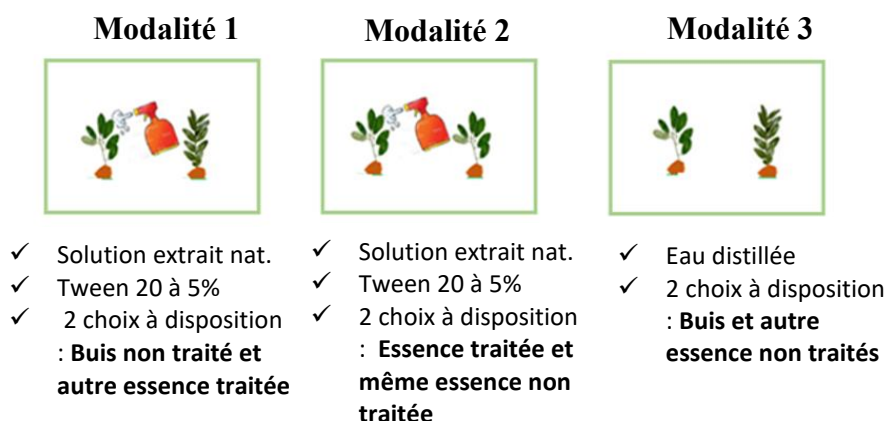 Modalité 1
Modalité 2
Modalité 3
✓ Solution extrait nat.
✓ Tween 20 à 5%
✓ 2 choix à disposition
: Buis non traité et
autre essence traitée
✓ Solution extrait nat.
✓ Tween 20 à 5%
✓ 2 choix à disposition
: Essence traitée et
même essence non
traitée
✓ Eau distillée
✓ 2 choix à disposition
: Buis et autre
essence non traités